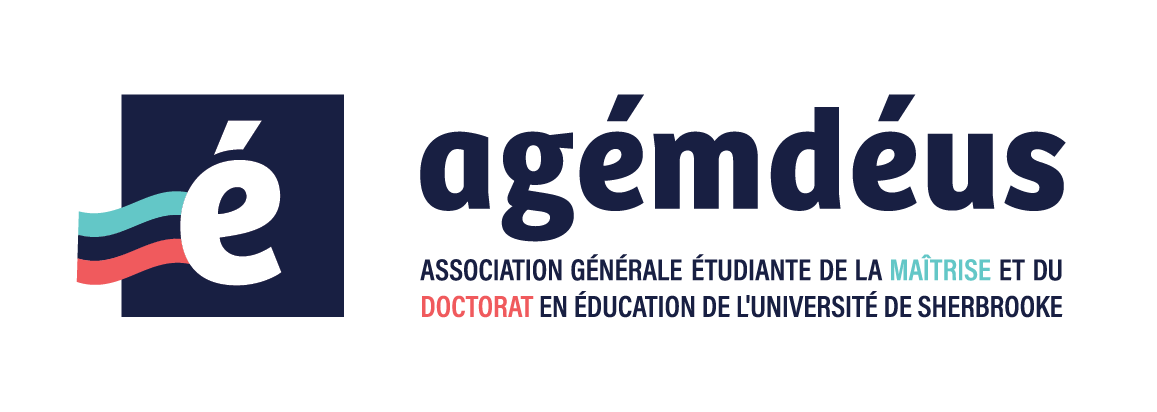 é
agémdéus
ASSOCIATION GÉNÉRALE ÉTUDIANTE DE LA MAÎTRISE ET DU
DOCTORAT EN ÉDUCATION DE L'UNIVERSITÉ DE SHERBROOKE